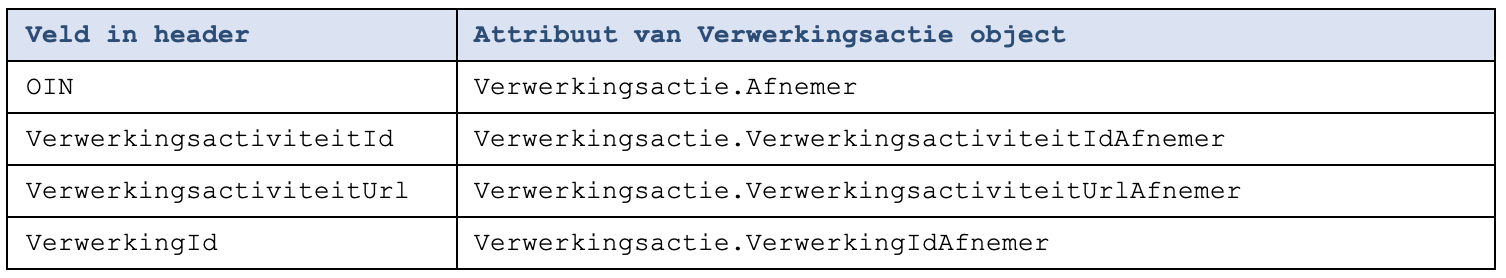 Veld in header Attribuut van Verwerkingsactie object
OIN Verwerkingsactie.Afnemer
VerwerkingsactiviteitId Verwerkingsactie.VerwerkingsactiviteitIdAfnemer
VerwerkingsactiviteitUrl Verwerkingsactie.VerwerkingsactiviteitUrlAfnemer
VerwerkingId Verwerkingsactie.VerwerkingIdAfnemer